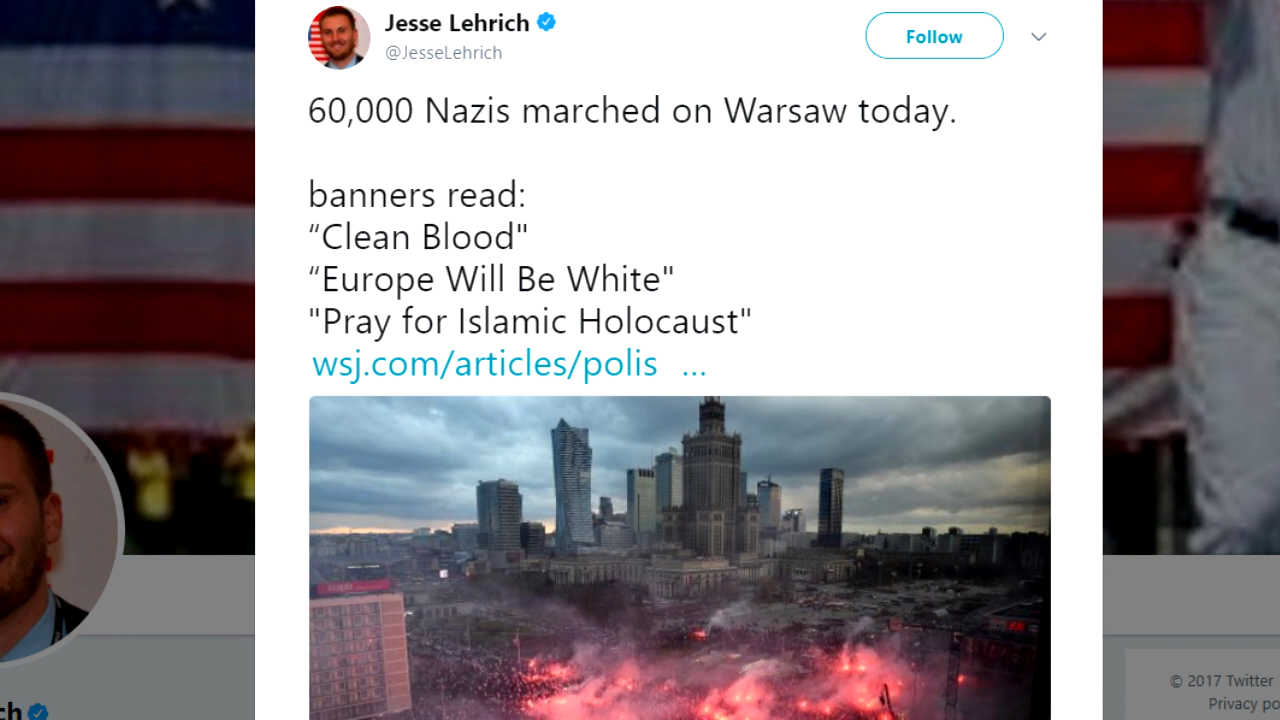 Jesse Lehrich
@JesseLehrich
Follow
60,000 Nazis marched on Warsaw today.
banners read:
“Clean Blood"
“Europe Will Be White"
"Pray for Islamic Holocaust"
wsj.com/articles/polis ...
ch
© 2017 Twitter
Privacy po